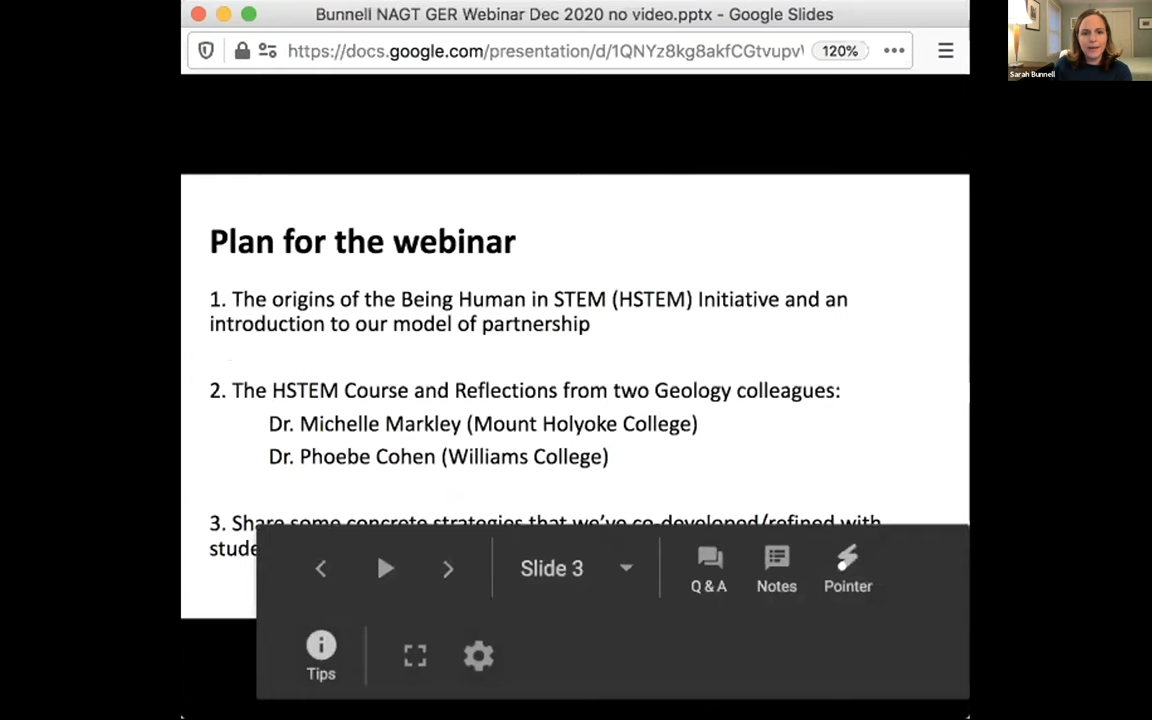 Bunnell NAGT GER Webinar Dec 2020 no video.pptx - Google Slides
https://docs.google.com/presentation/d/1QNYz8kg8akfCGtvupv
120%
Sarah Bunnell
Plan for the webinar
1. The origins of the Being Human in STEM (HSTEM) Initiative and an
introduction to our model of partnership
2. The HSTEM Course and Reflections from two Geology colleagues:
Dr. Michelle Markley (Mount Holyoke College)
Dr. Phoebe Cohen (Williams College)
3. Share some concrete strategies that we've co-developed/refined with
stude
Slide 3
Q & A
Notes
Pointer
Tips